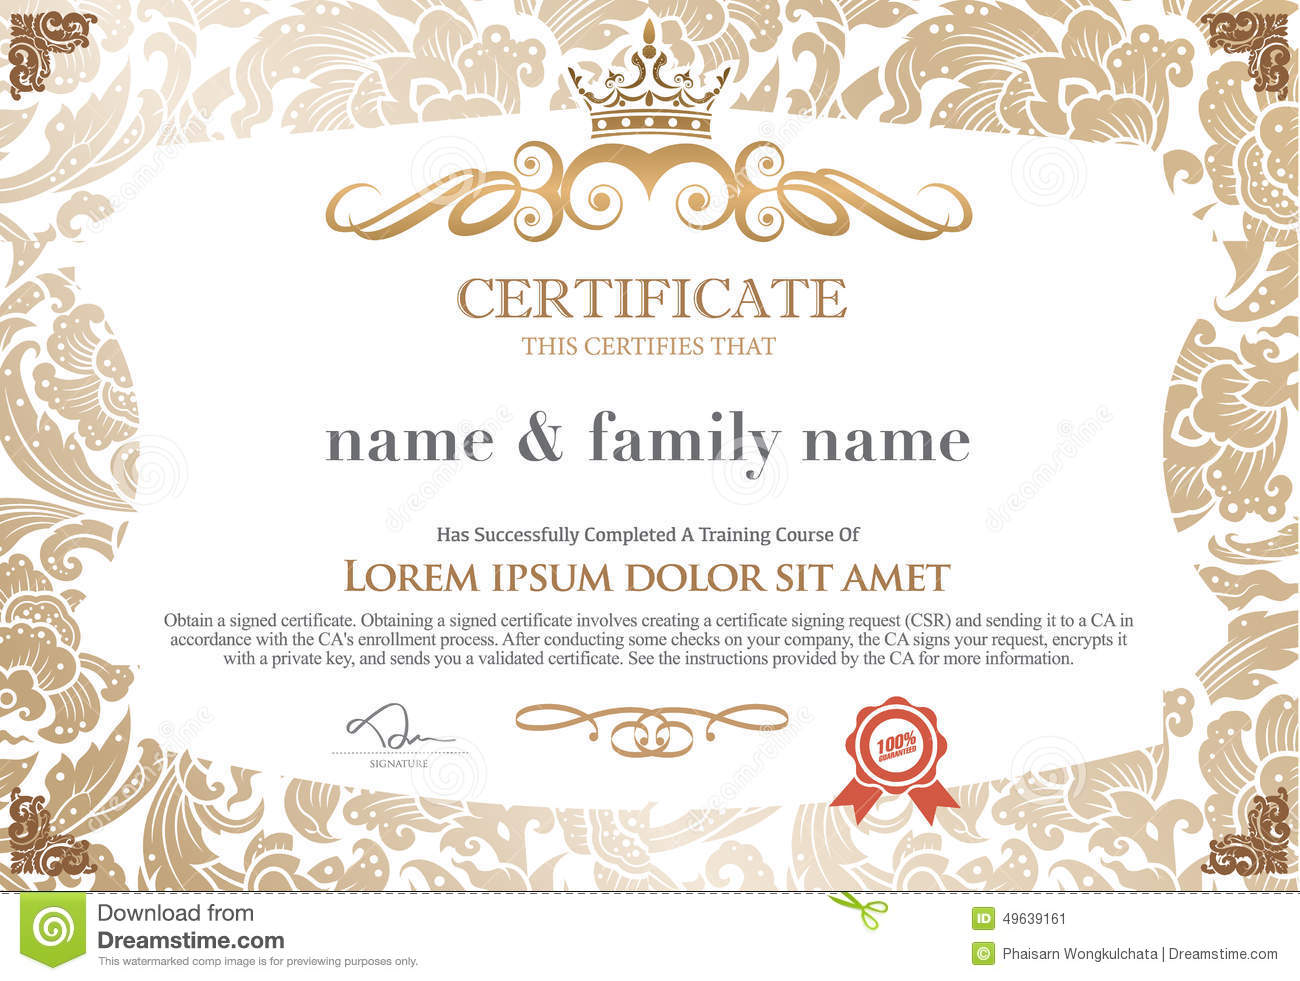 CERTIFICATE
THIS CERTIFIES THAT
name & family name
Has Successfully Completed A Training Course Of
LOREM IPSUM DOLOR SIT AMET
Obtain a signed certificate. Obtaining a signed certificate involves creating a certificate signing request (CSR) and sending it to a CA in
accordance with the CA's enrollment process. After conducting some checks on your company, the CA signs your request, encrypts it
with a private key, and sends you a validated certificate. See the instructions provided by the CA for more information.
SIGNATURE
100%
GUARANTEED
Download from
Dreamstime.com
This watermarked comp image is for previewing purposes only.
ID 49639161
© Phaisarn Wongkulchata | Dreamstime.com